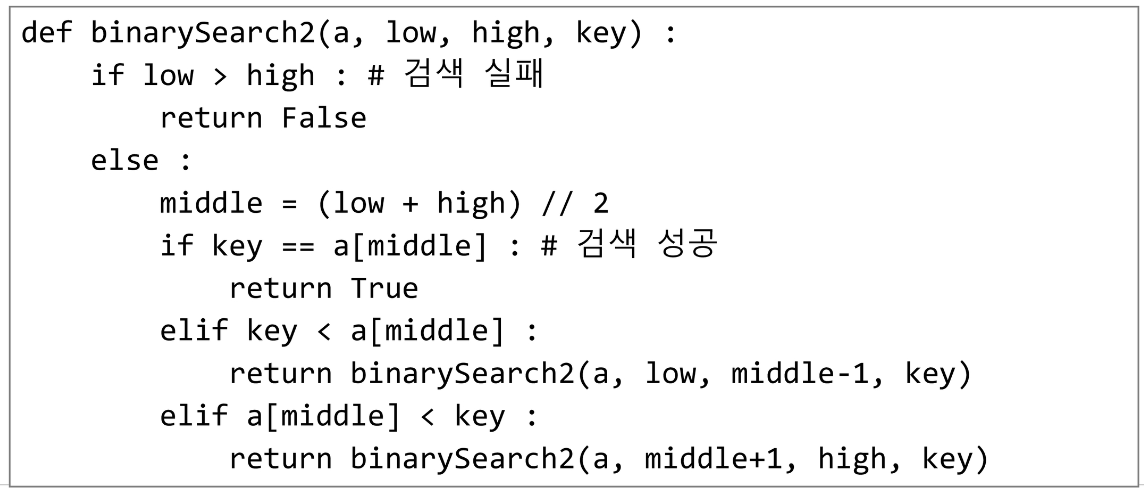 def binarySearch2(a, low, high, key) :
    if low > high : # 검색 실패
        return False
    else :
        middle = (low + high) // 2
        if key == a[middle] : # 검색 성공
            return True
        elif key < a[middle] :
            return binarySearch2(a, low, middle-1, key)
        elif a[middle] < key :
            return binarySearch2(a, middle+1, high, key)